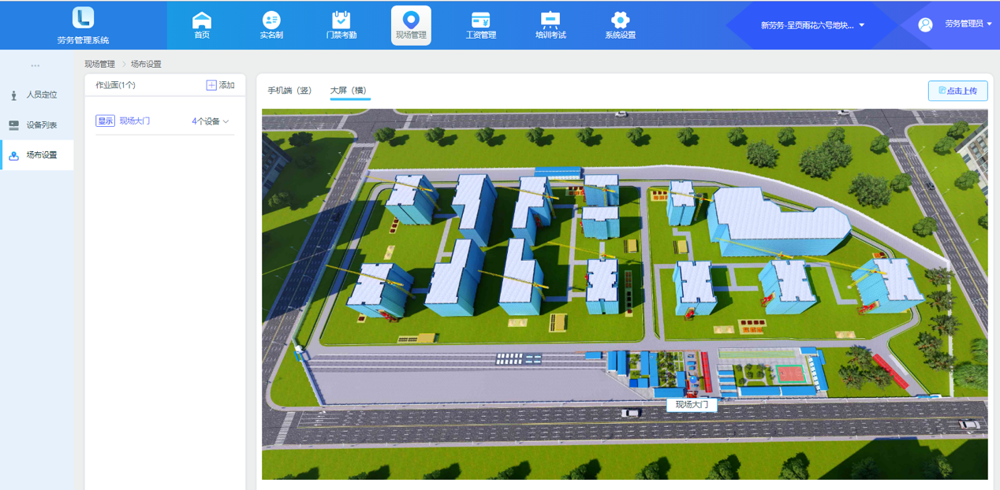 劳务管理系统
首页
实名制
门禁考勤
现场管理
工资管理
培训考试
系统设置
新劳务-呈贡雨花六号地块...
劳务管理员
人员定位
设备列表
场布设置
现场管理 > 场布设置
作业面(1个)
添加
显示 现场大门 4个设备
手机端（竖）
大屏（横）
点击上传
现场大门